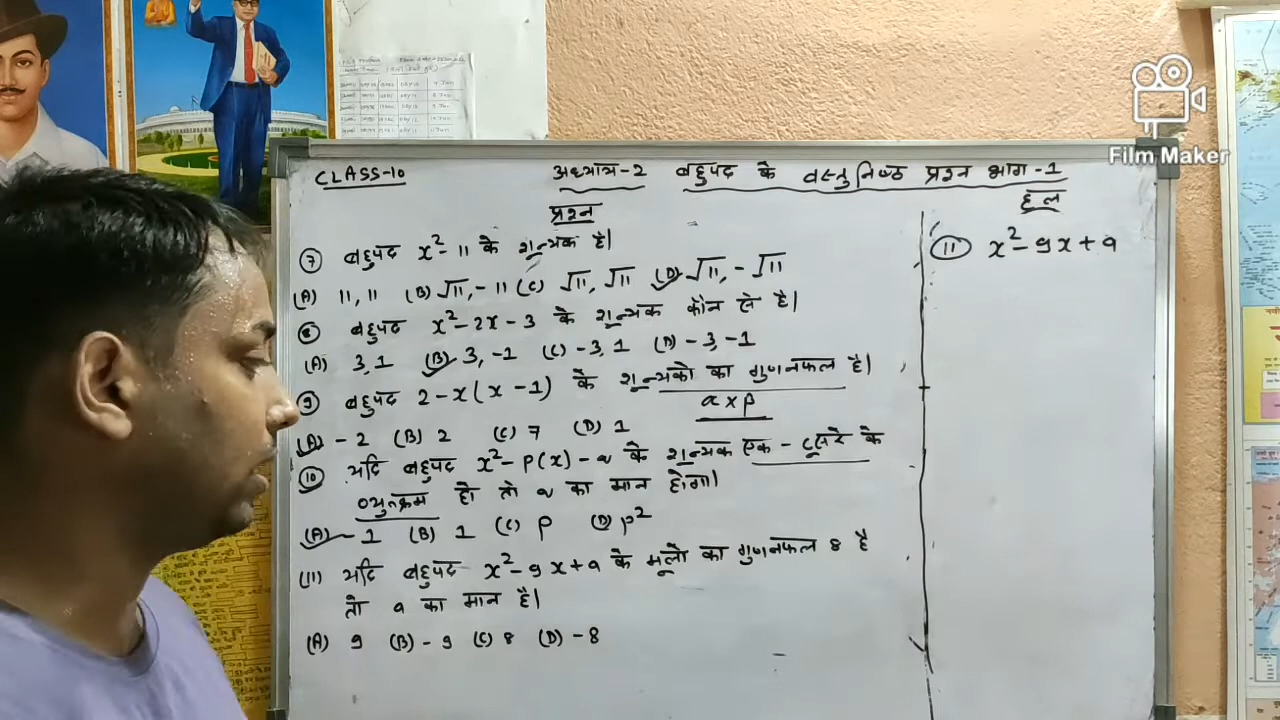 CLASS-10 अध्याय-2 बहुपद के वस्तुनिष्ठ प्रश्न भाग-1
प्रश्न
हल
(7) बहुपद x²-11 के शून्यक है।
(A) 11,11 (B) √11,-11 (C) √11, √11 (D) √11, -√11
(8) बहुपद x²-2x-3 के शून्यक कौन से है।
(A) 3,1 (B) 3,-1 (C) -3,1 (D) -3,-1
(9) बहुपद 2-x(x-1) के शून्यको का गुणनफल है।
α×β
(A) -2 (B) 2 (C) 7 (D) 1
(10) यदि बहुपद x²-p(x)-a के शून्यक एक-दूसरे के
व्युत्क्रम हो तो a का मान होगा।
(A) -1 (B) 1 (C) p (D) p²
(11) यदि बहुपद x²-9x+a के मूलो का गुणनफल 8 है
तो a का मान है।
(A) 9 (B) -9 (C) 8 (D) -8
(11) x²-9x+a
Film Maker